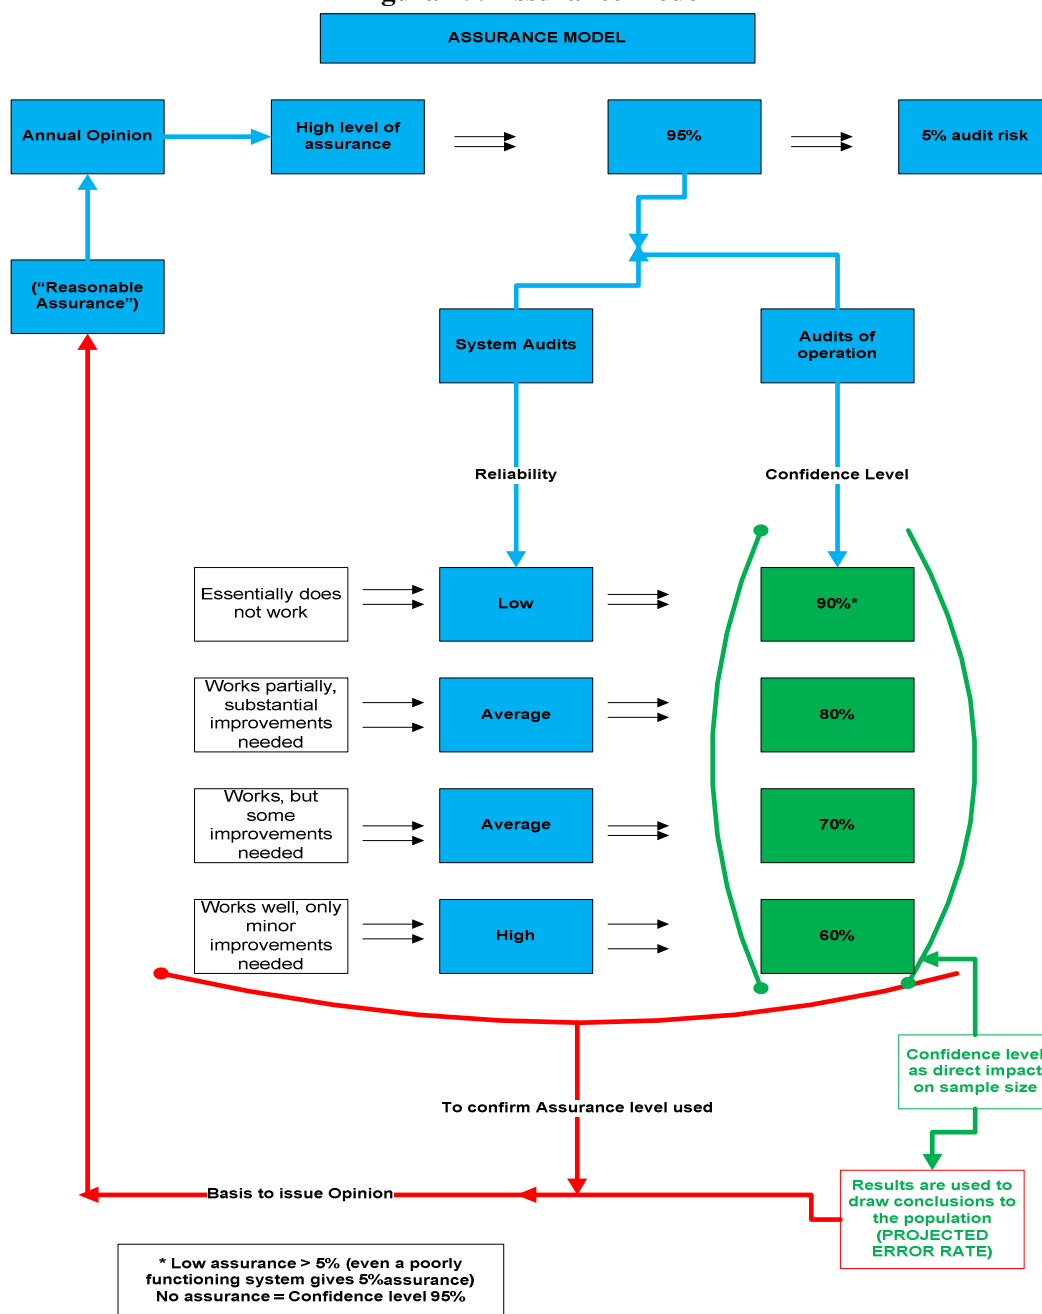 ASSURANCE MODEL
Annual Opinion
High level of
assurance
95%
5% audit risk
("Reasonable
Assurance")
System Audits
Audits of
operation
Reliability
Confidence Level
Essentially does
not work
Low
90%*
Works partially,
substantial
improvements
needed
Average
80%
Works, but
some
improvements
needed
Average
70%
Works well, only
minor
improvements
needed
High
60%
Confidence level
as direct impact
on sample size
To confirm Assurance level used
Results are used to
draw conclusions to
the population
(PROJECTED
ERROR RATE)
Basis to issue Opinion
* Low assurance > 5% (even a poorly
functioning system gives 5%assurance)
No assurance = Confidence level 95%